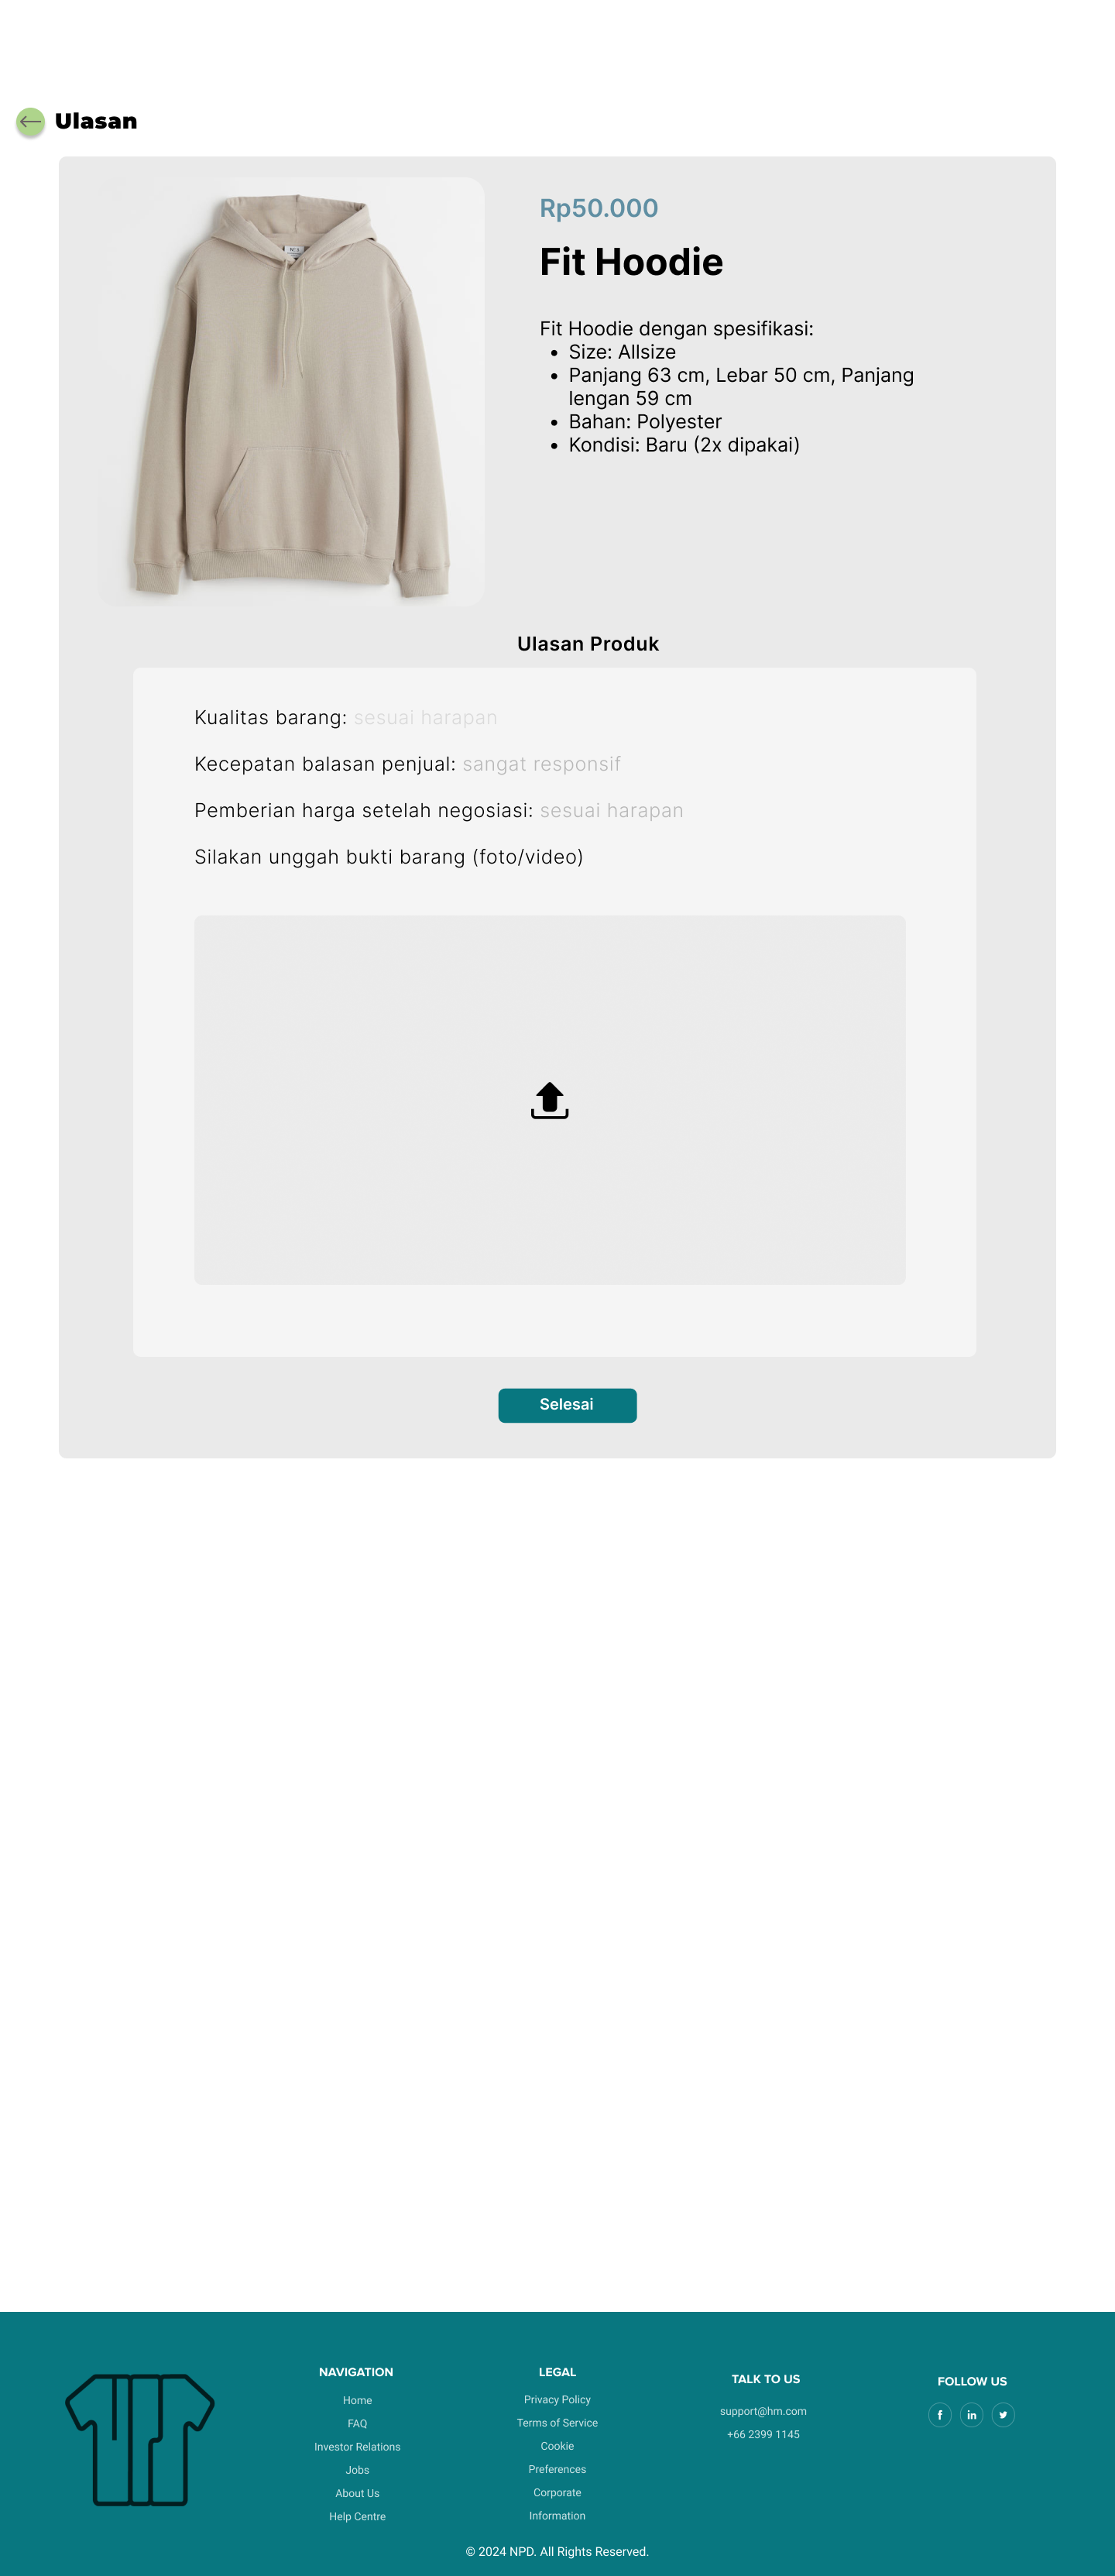 Ulasan
Rp50.000
Fit Hoodie
Fit Hoodie dengan spesifikasi:
• Size: Allsize
• Panjang 63 cm, Lebar 50 cm, Panjang
lengan 59 cm
• Bahan: Polyester
• Kondisi: Baru (2x dipakai)
Ulasan Produk
Kualitas barang: sesuai harapan
Kecepatan balasan penjual: sangat responsif
Pemberian harga setelah negosiasi: sesuai harapan
Silakan unggah bukti barang (foto/video)
Selesai
NAVIGATION
Home
FAQ
Investor Relations
Jobs
About Us
Help Centre
LEGAL
Privacy Policy
Terms of Service
Cookie
Preferences
Corporate
Information
TALK TO US
support@hm.com
+66 2399 1145
FOLLOW US
© 2024 NPD. All Rights Reserved.